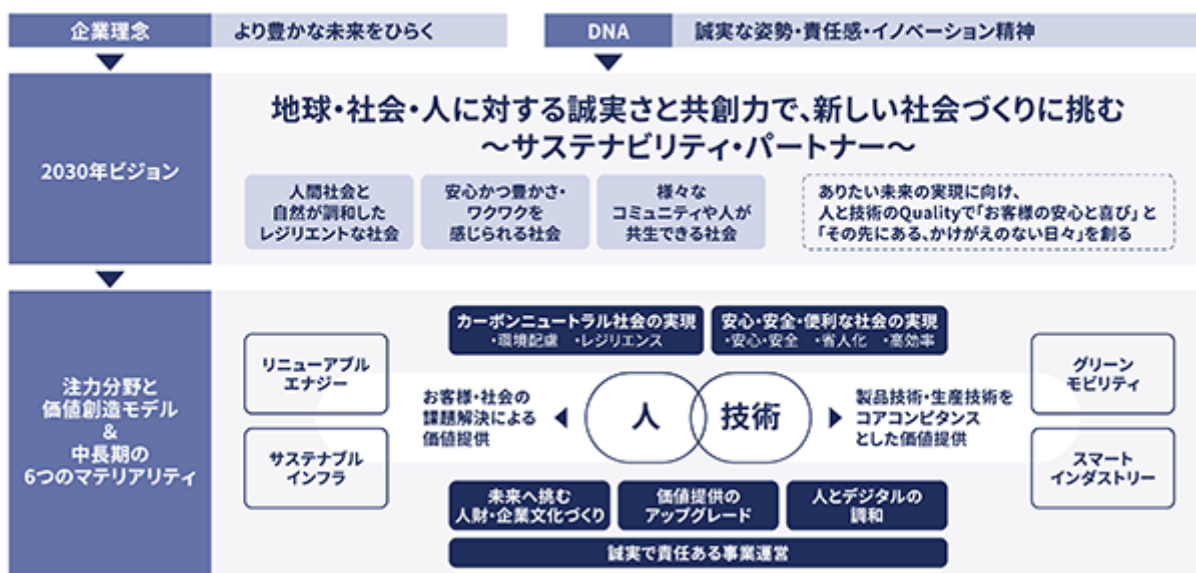 企業理念
より豊かな未来をひらく
DNA
誠実な姿勢・責任感・イノベーション精神
2030年ビジョン
地球・社会・人に対する誠実さと共創力で、新しい社会づくりに挑む
～サステナビリティ・パートナー～
人間社会と
自然が調和した
レジリエントな社会
安心かつ豊かさ・
ワクワクを
感じられる社会
様々な
コミュニティや人が
共生できる社会
ありたい未来の実現に向け、
人と技術のQualityで「お客様の安心と喜び」と
「その先にある、かけがえのない日々」を創る
注力分野と
価値創造モデル
&
中長期の
6つのマテリアリティ
リニューアブル
エナジー
サステナブル
インフラ
カーボンニュートラル社会の実現
・環境配慮 ・レジリエンス
安心・安全・便利な社会の実現
・安心・安全 ・省人化 ・高効率
お客様・社会の
課題解決による
価値提供
人
技術
製品技術・生産技術を
コアコンピタンス
とした価値提供
グリーン
モビリティ
スマート
インダストリー
未来へ挑む
人財・企業文化づくり
価値提供の
アップグレード
人とデジタルの
調和
誠実で責任ある事業運営